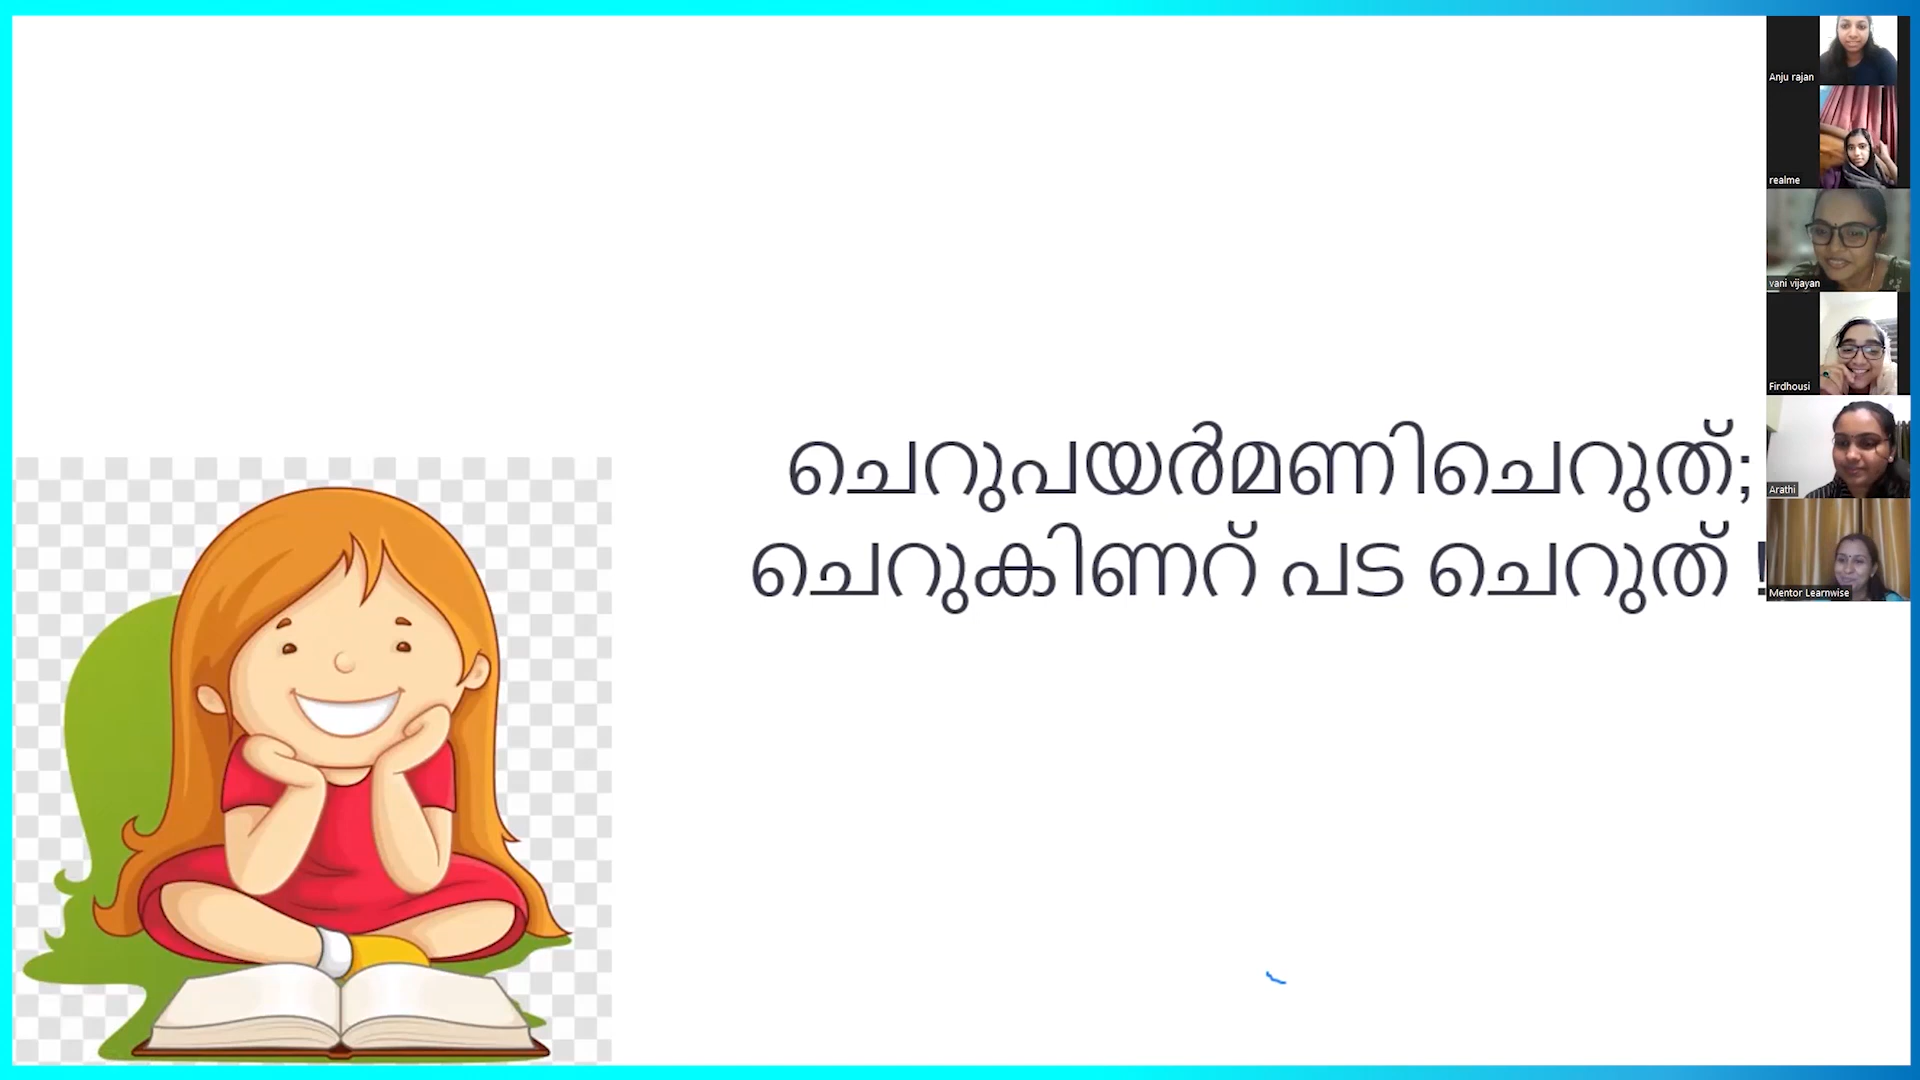 ചെറുപയർമണിചെറുത്;
ചെറുകിണറ് പട ചെറുത് !
Anju rajan
realme
vani vijayan
Firdhousi
Arathi
Mentor Learnwise